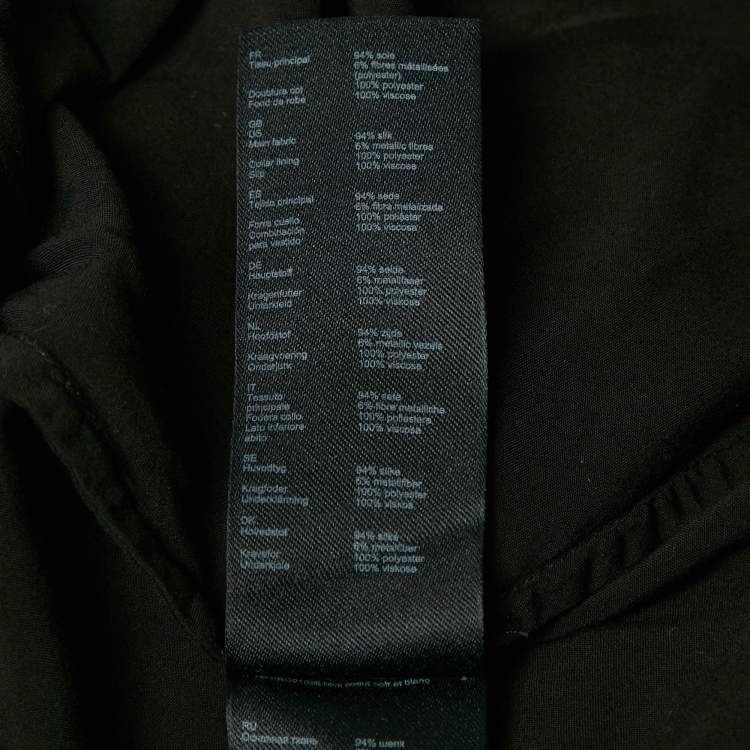 FR
Tissu principal 94% soie
6% fibres métallisées
(polyester)
Doublure col 100% polyester
Fond de robe 100% viscose
GB
US
Main fabric 94% silk
6% metallic fibres
Collar lining 100% polyester
Slip 100% viscose
ES
Tejido principal 94% seda
6% fibra metalizada
Forro cuello 100% poliéster
Combinación 100% viscosa
para vestido
DE
Hauptstoff 94% seide
6% metallfaser
Kragenfutter 100% polyester
Unterkleid 100% viskose
NL
Hoofdstof 94% zijde
6% metallic vezels
Kraagvoering 100% polyester
Onderjurk 100% viscose
IT
Tessuto 94% seta
principale 6% fibre metalliche
Fodera collo 100% poliestere
Lato inferiore 100% viscosa
abito
SE
Huvudtyg 94% silke
6% metallfiber
Kragfoder 100% polyester
Underklänning 100% viskos
DK
Hovedstof 94% silke
6% metalfiber
Kravefor 100% polyester
Underkjole 100% viskose
noir et blanc
RU
Основная ткань 94% шелк